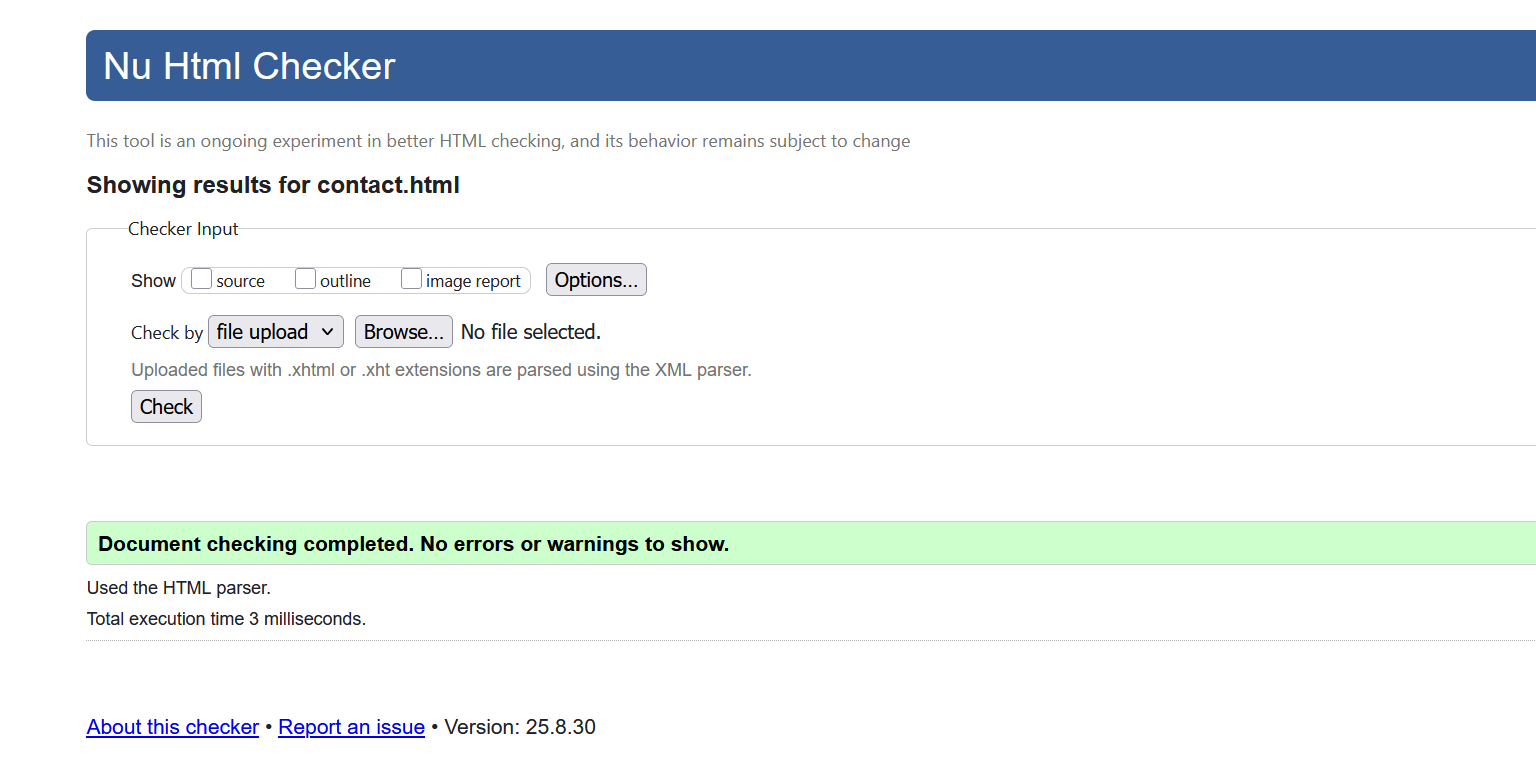 Nu Html Checker
This tool is an ongoing experiment in better HTML checking, and its behavior remains subject to change
Showing results for contact.html
Checker Input
Show source outline image report Options...
Check by file upload Browse... No file selected.
Uploaded files with .xhtml or .xht extensions are parsed using the XML parser.
Check
Document checking completed. No errors or warnings to show.
Used the HTML parser.
Total execution time 3 milliseconds.
About this checker • Report an issue • Version: 25.8.30